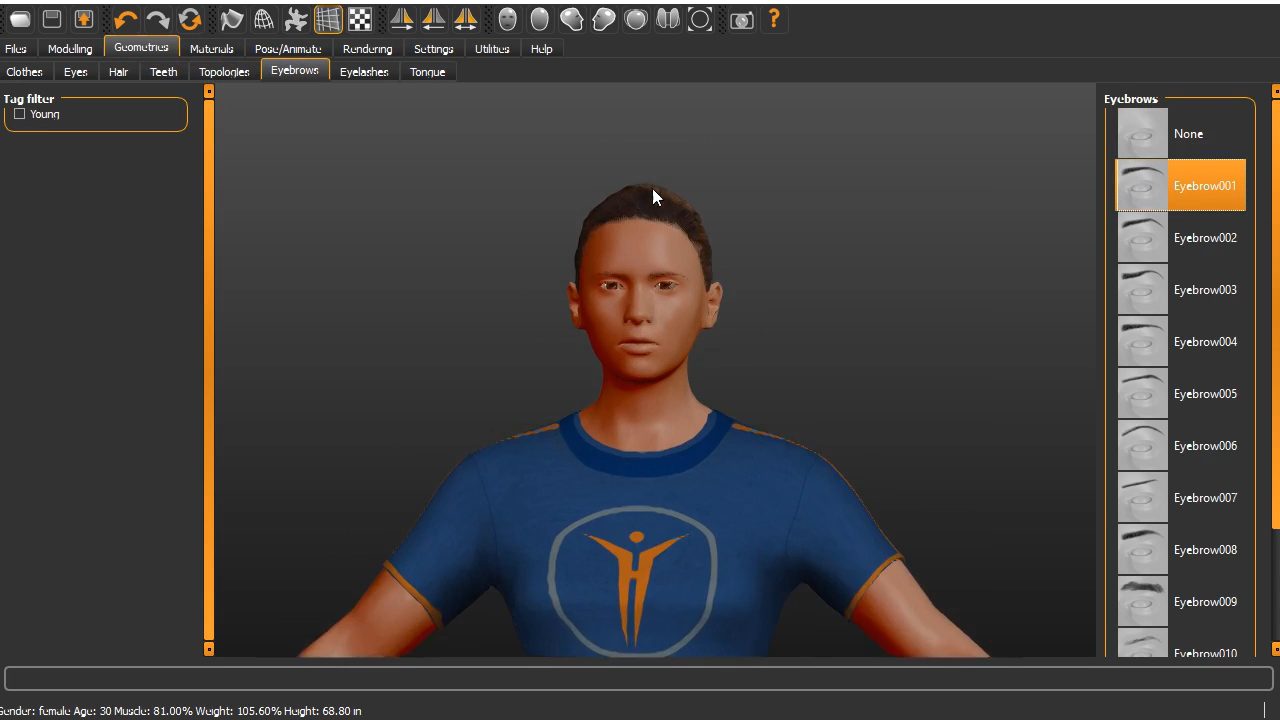 ?
Files Modelling Geometries Materials Pose/Animate Rendering Settings Utilities Help
Clothes Eyes Hair Teeth Topologies Eyebrows Eyelashes Tongue
Tag filter
Young
Eyebrows
None
Eyebrow001
Eyebrow002
Eyebrow003
Eyebrow004
Eyebrow005
Eyebrow006
Eyebrow007
Eyebrow008
Eyebrow009
Eyebrow010
Gender: female Age: 30 Muscle: 81.00% Weight: 105.60% Height: 68.80 in